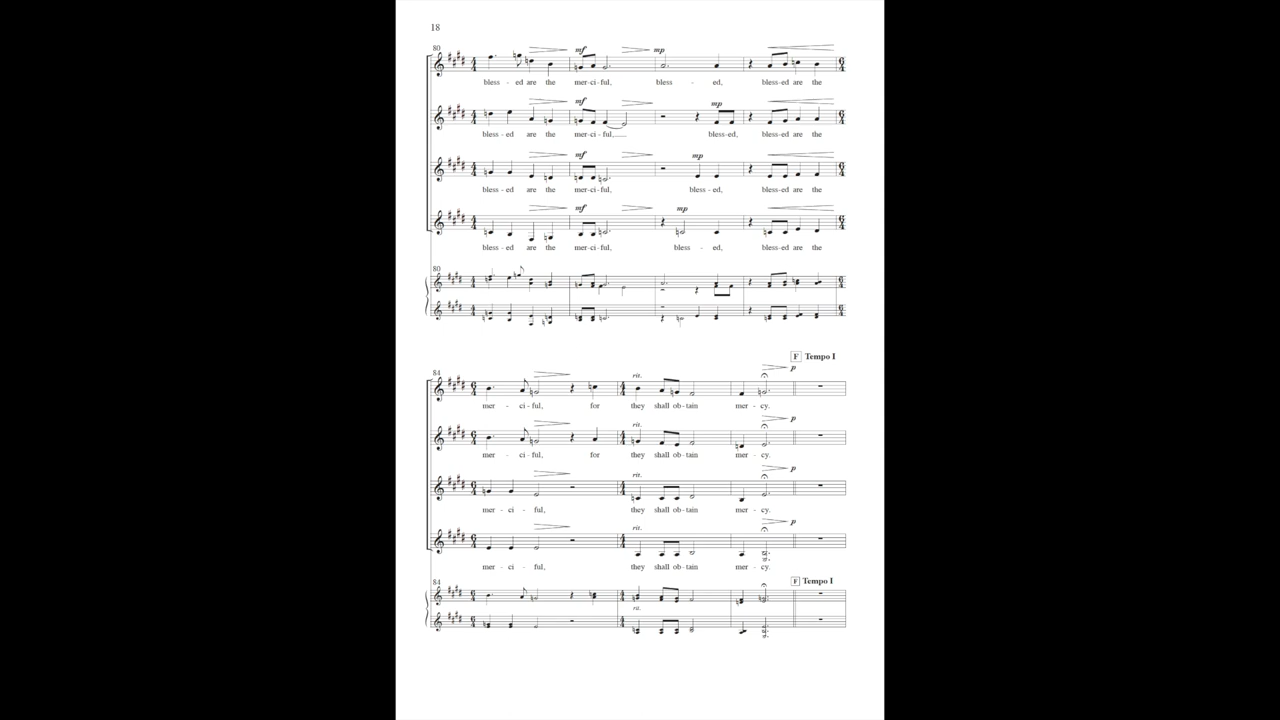 18
80
mf mp
bless - ed are the mer-ci-ful, bless - ed, bless-ed are the
mf mp
bless - ed are the mer-ci-ful, bless-ed, bless-ed are the
mf mp
bless - ed are the mer-ci-ful, bless-ed, bless-ed are the
mf mp
bless - ed are the mer-ci-ful, bless - ed, bless-ed are the
80
F Tempo I
84 rit. p
mer - ci-ful, for they shall ob-tain mer - cy.
rit. p
mer - ci-ful, for they shall ob-tain mer - cy.
rit. p
mer - ci - ful, they shall ob-tain mer - cy.
rit. p
mer - ci - ful, they shall ob-tain mer - cy.
84 F Tempo I
rit.